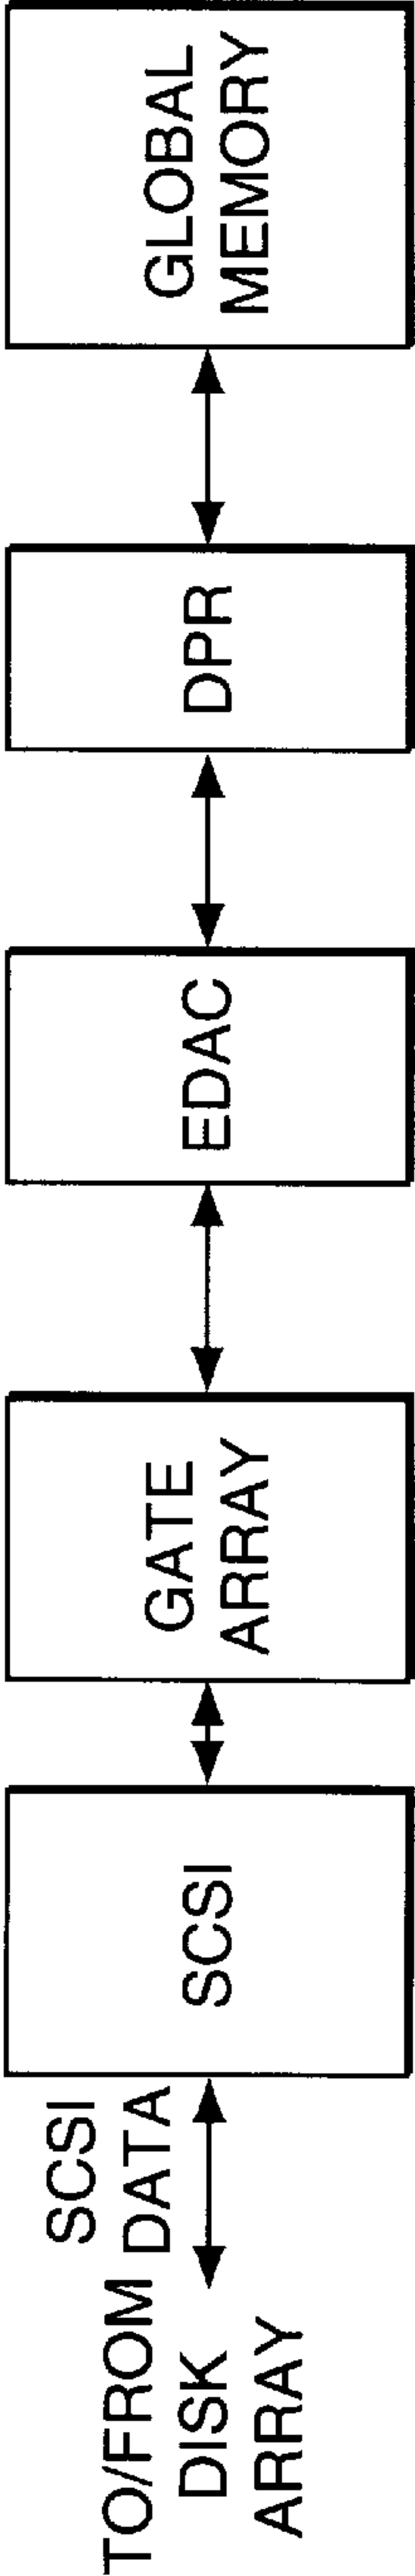 TO/FROM
DISK
ARRAY
SCSI
DATA
SCSI
GATE
ARRAY
EDAC
DPR
GLOBAL
MEMORY